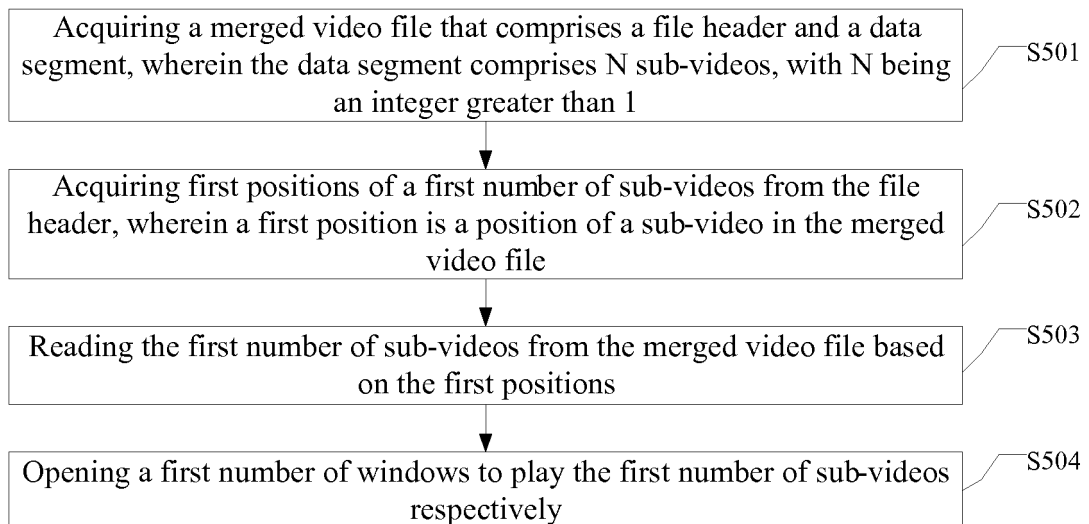 Acquiring a merged video file that comprises a file header and a data
segment, wherein the data segment comprises N sub-videos, with N being
an integer greater than 1
S501
Acquiring first positions of a first number of sub-videos from the file
header, wherein a first position is a position of a sub-video in the merged
video file
S502
Reading the first number of sub-videos from the merged video file based
on the first positions
S503
Opening a first number of windows to play the first number of sub-videos
respectively
S504